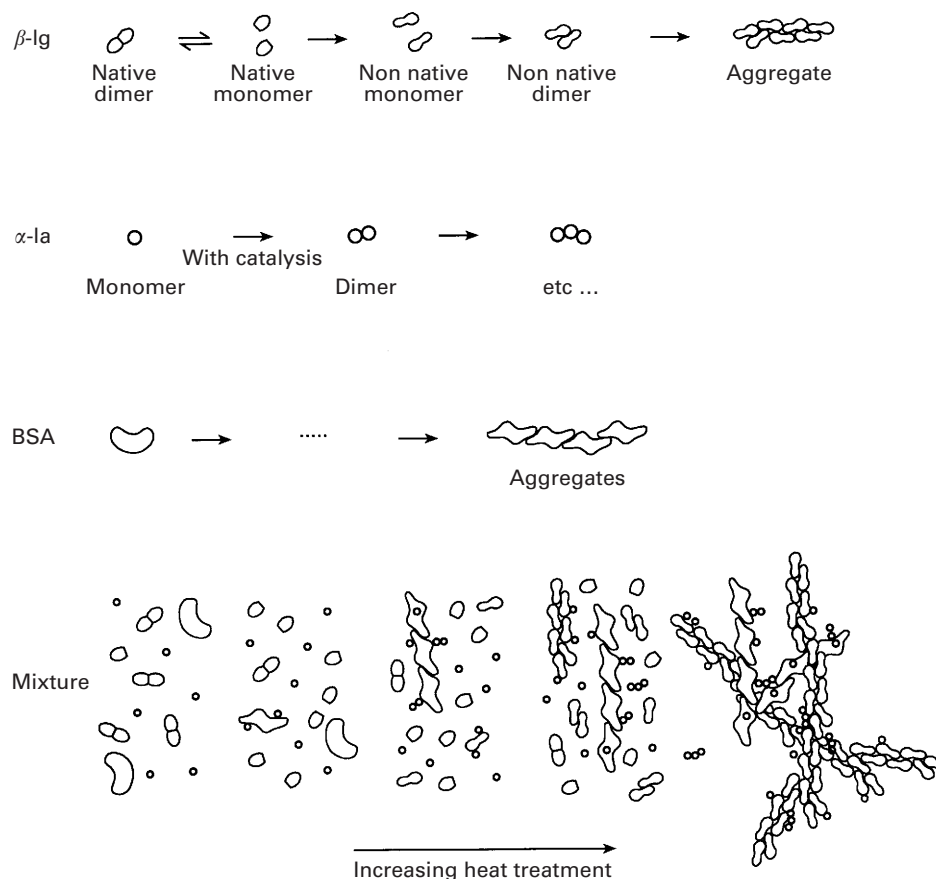 β-lg
Native
dimer
Native
monomer
Non native
monomer
Non native
dimer
Aggregate
α-la
With catalysis
Monomer
Dimer
etc ...
BSA
.....
Aggregates
Mixture
Increasing heat treatment